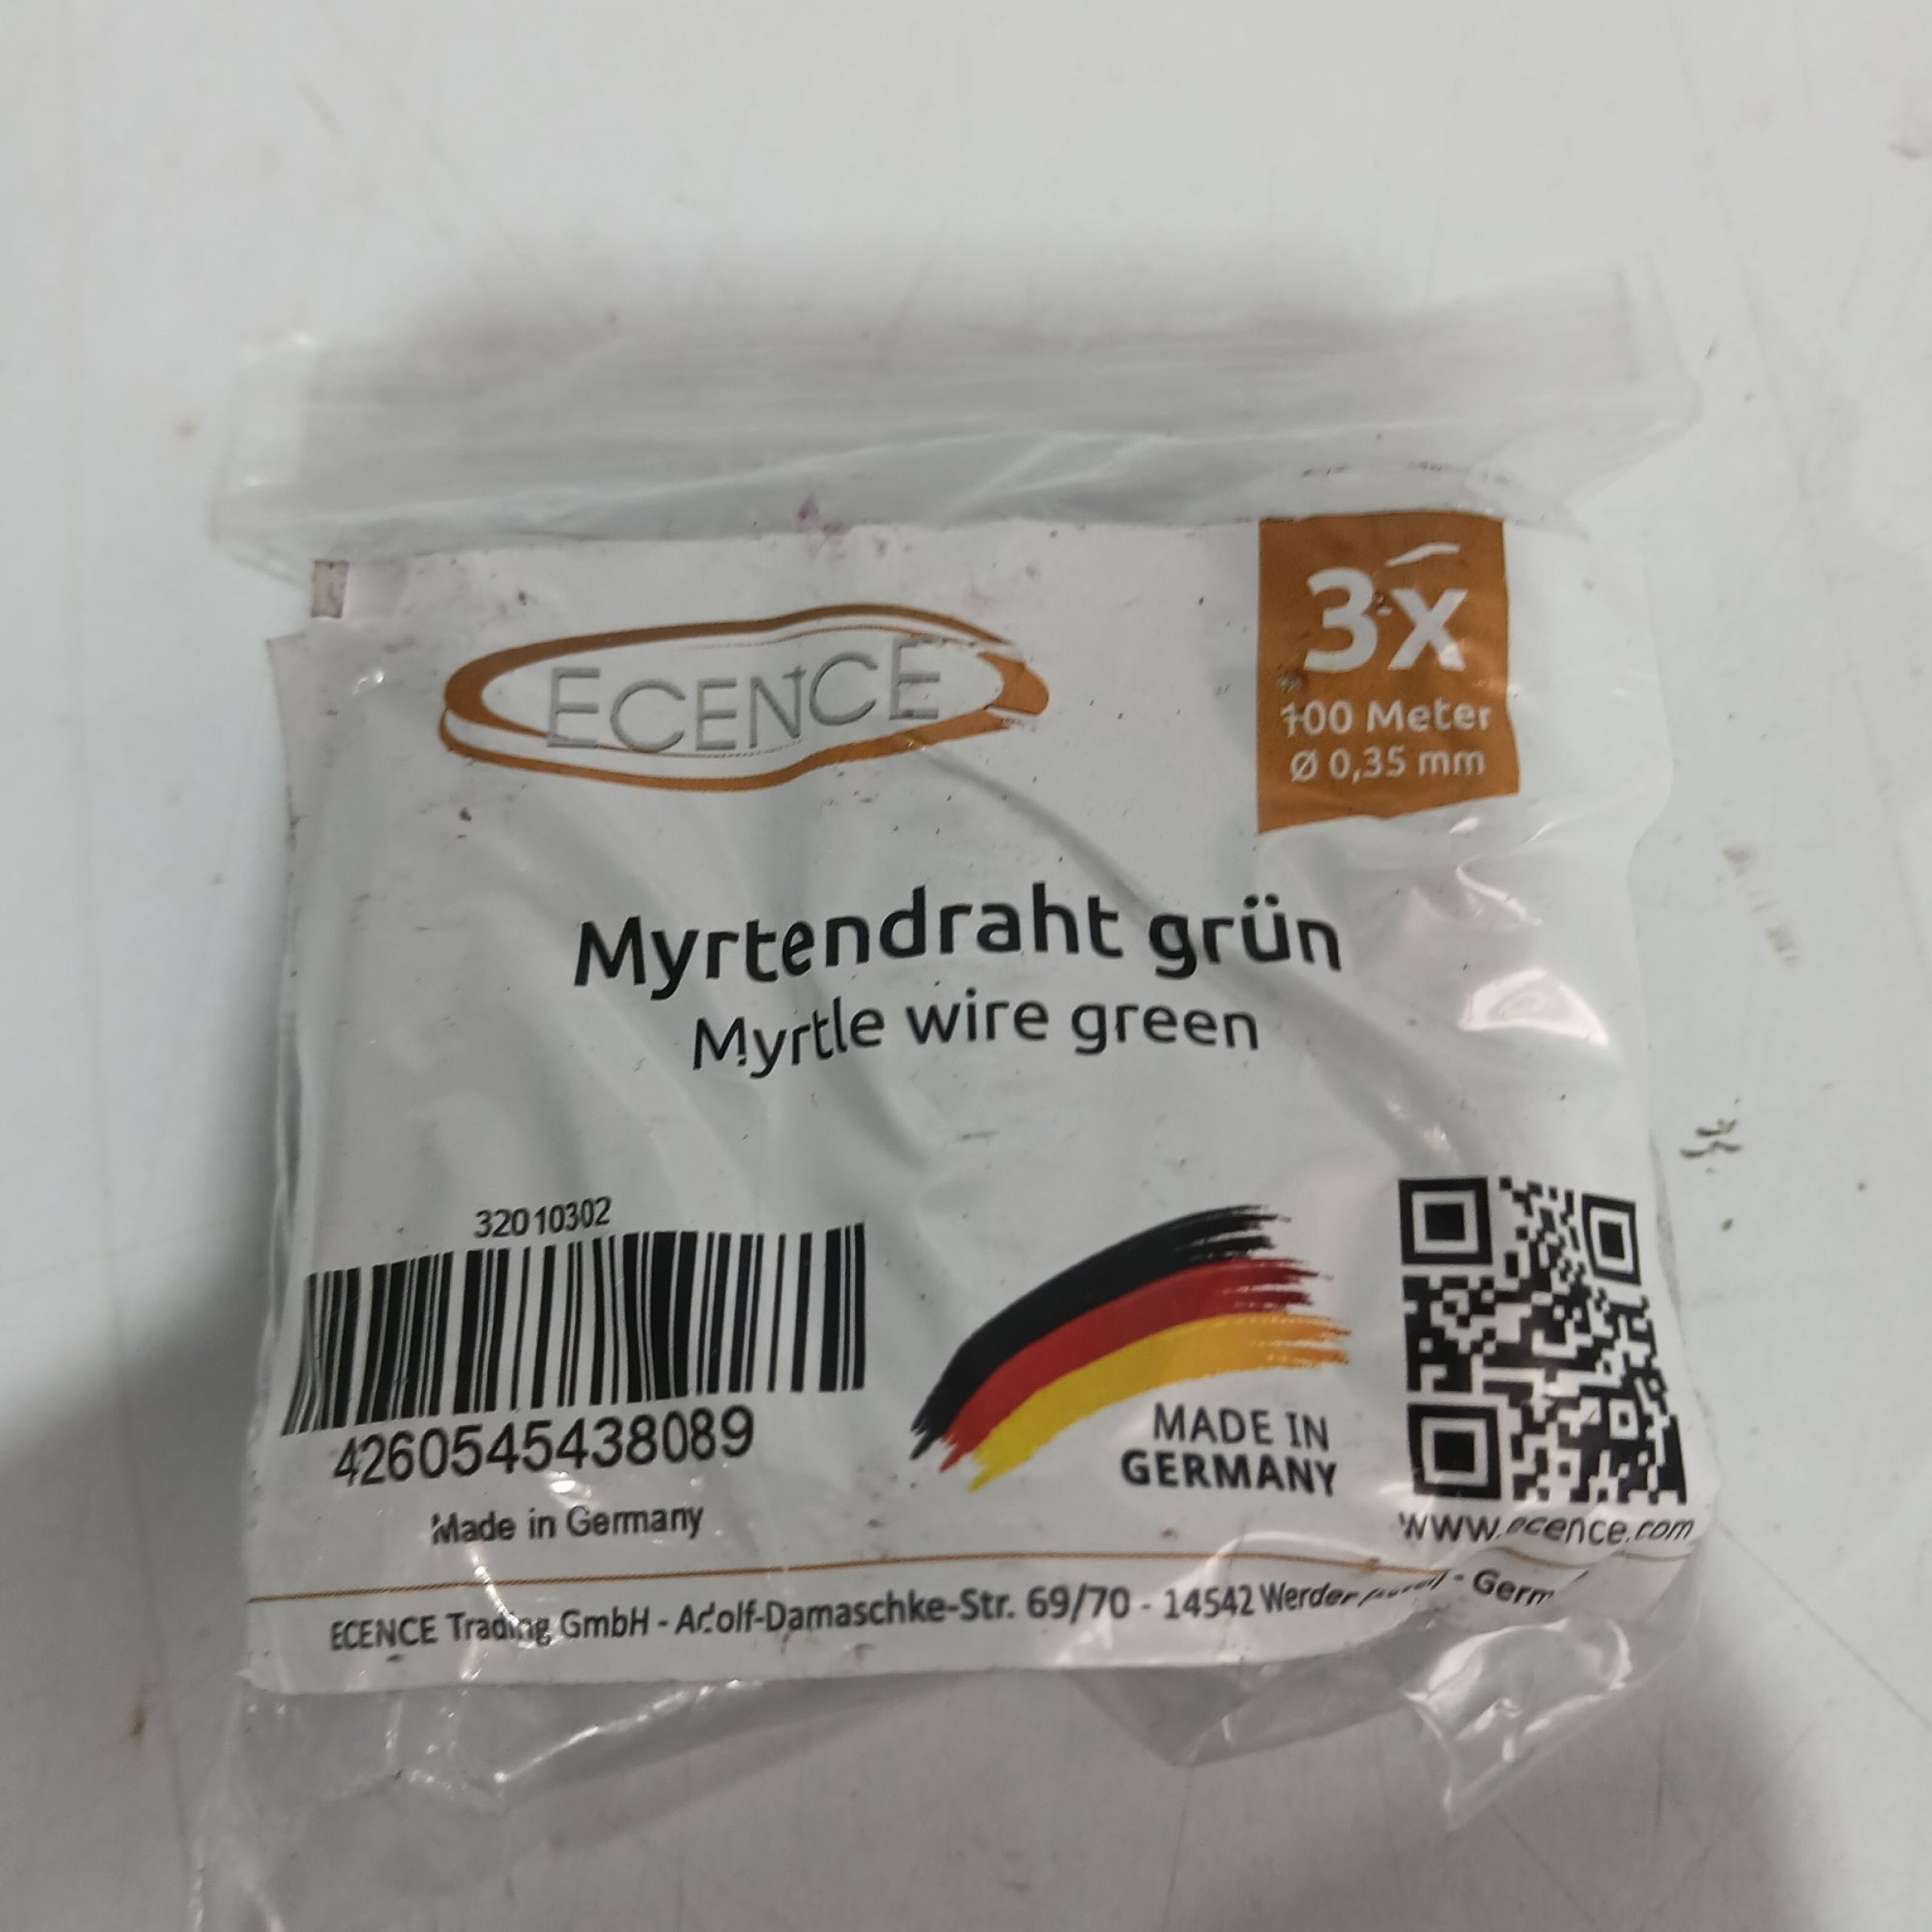 ECENCE
3x
100 Meter
Ø 0,35 mm
Myrtendraht grün
Myrtle wire green
32010302
4260545438089
Made in Germany
MADE IN
GERMANY
www.ecence.com
ECENCE Trading GmbH - Adolf-Damaschke-Str. 69/70 - 14542 Werder - Germ